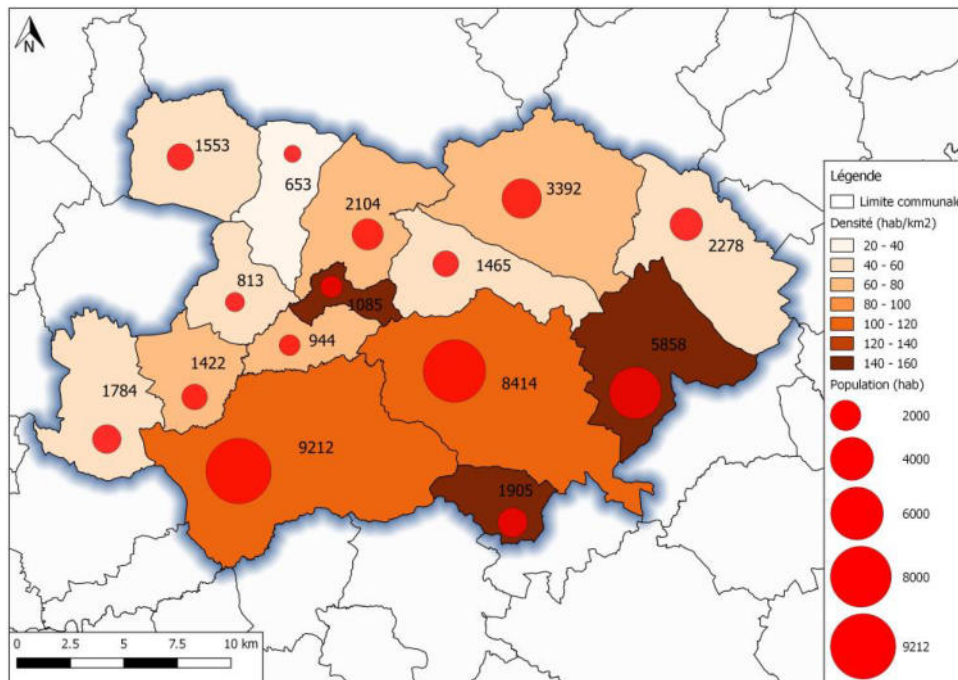 N
1553
653
2104
3392
2278
813
1465
1085
944
1422
5858
1784
8414
9212
1905
Légende
Limite communale
Densité (hab/km2)
20 - 40
40 - 60
60 - 80
80 - 100
100 - 120
120 - 140
140 - 160
Population (hab)
2000
4000
6000
8000
9212
0 2.5 5 7.5 10 km